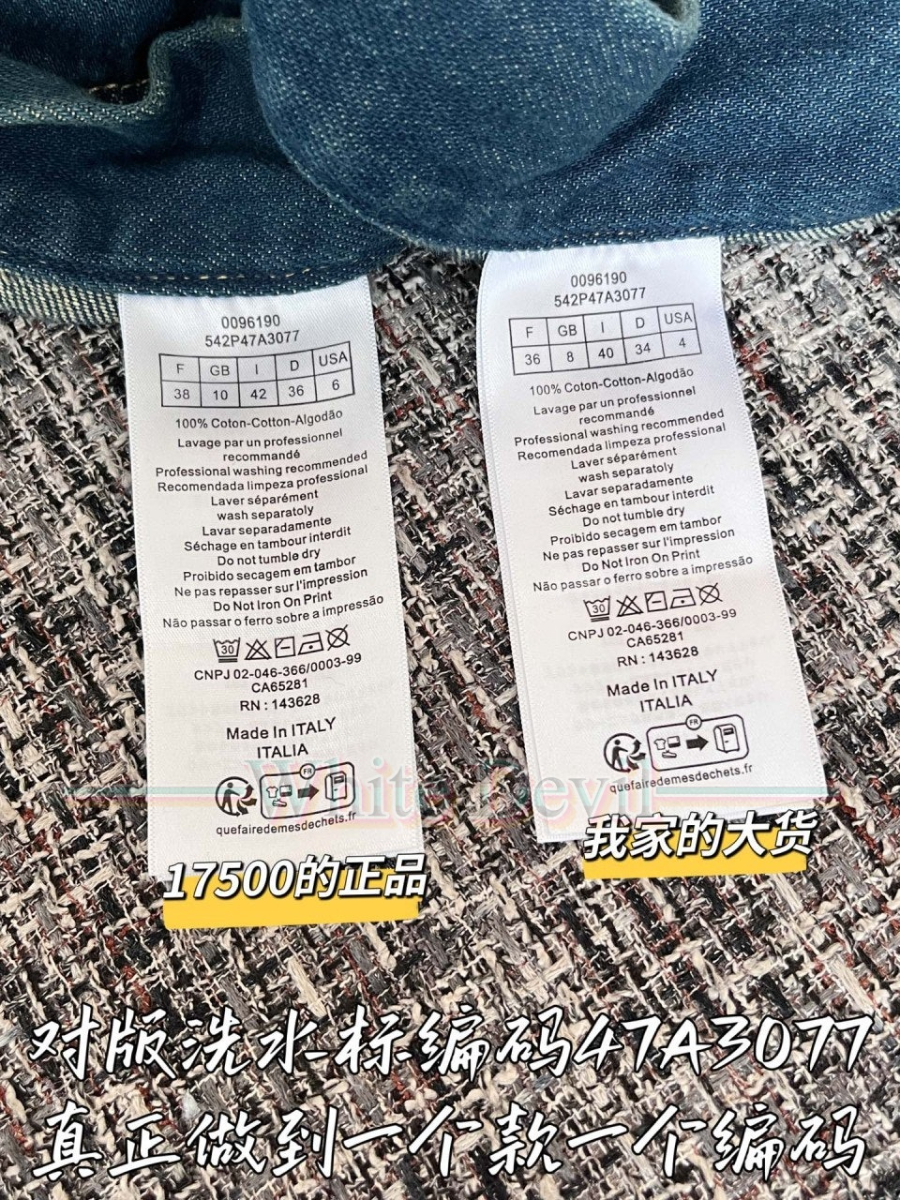 0096190
542P47A3077
F GB I D USA
38 10 42 36 6
100% Coton-Cotton-Algodão
Lavage par un professionnel
recommandé
Professional washing recommended
Recomendada limpeza professional
Laver séparément
wash separatoly
Lavar separadamente
Séchage en tambour interdit
Do not tumble dry
Proibido secagem em tambor
Ne pas repasser sur l'impression
Do Not Iron On Print
Não passar o ferro sobre a impressão
30
CNPJ 02-046-366/0003-99
CA65281
RN : 143628
Made In ITALY
ITALIA
FR
quefairedemesdechets.fr
0096190
542P47A3077
F GB I D USA
36 8 40 34 4
100% Coton-Cotton-Algodão
Lavage par un professionnel
recommandé
Professional washing recommended
Recomendada limpeza professional
Laver séparément
wash separatoly
Lavar separadamente
Séchage en tambour interdit
Do not tumble dry
Proibido secagem em tambor
Ne pas repasser sur l'impression
Do Not Iron On Print
Não passar o ferro sobre a impressão
30
CNPJ 02-046-366/0003-99
CA65281
RN : 143628
Made In ITALY
ITALIA
FR
quefairedemesdechets.fr
White Devil
17500的正品
我家的大货
对版洗水标编码47A3077
真正做到一个款一个编码